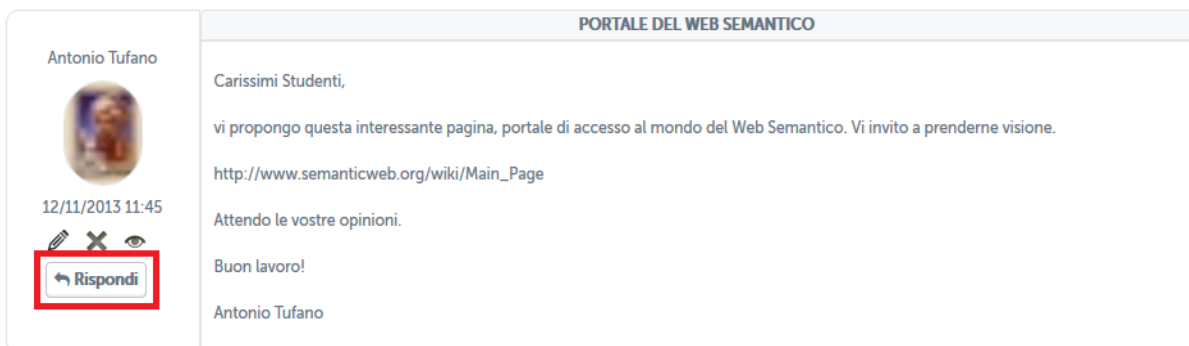 PORTALE DEL WEB SEMANTICO
Antonio Tufano
12/11/2013 11:45
Rispondi
Carissimi Studenti,
vi propongo questa interessante pagina, portale di accesso al mondo del Web Semantico. Vi invito a prenderne visione.
http://www.semanticweb.org/wiki/Main_Page
Attendo le vostre opinioni.
Buon lavoro!
Antonio Tufano